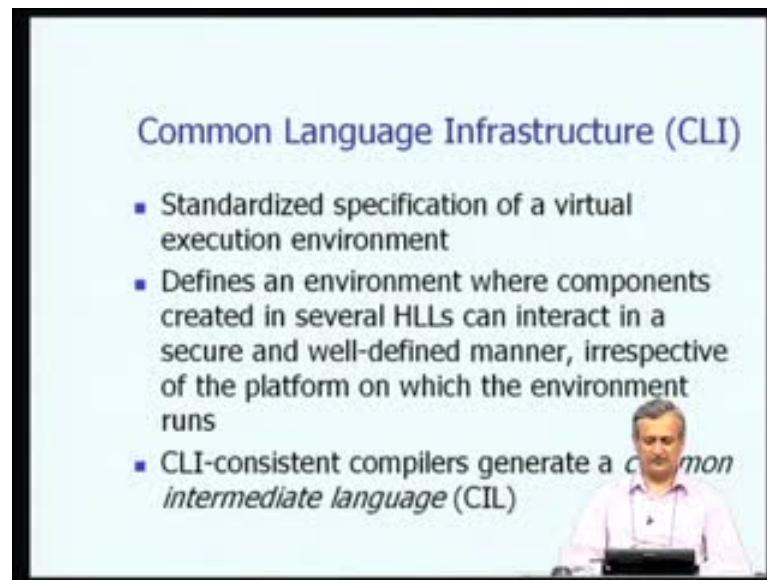 Common Language Infrastructure (CLI)
▪ Standardized specification of a virtual
execution environment
▪ Defines an environment where components
created in several HLLs can interact in a
secure and well-defined manner, irrespective
of the platform on which the environment
runs
▪ CLI-consistent compilers generate a
intermediate language (CIL)